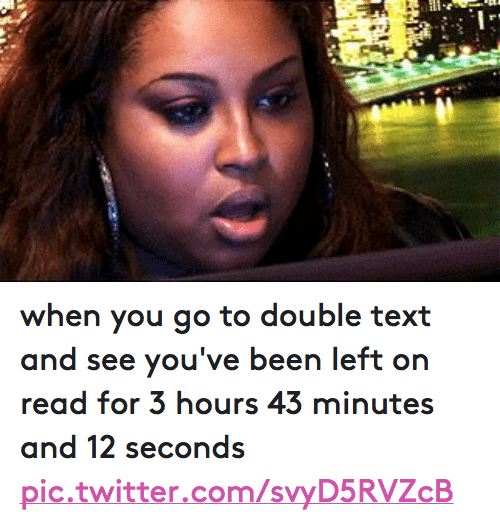 when you go to double text
and see you've been left on
read for 3 hours 43 minutes
and 12 seconds
pic.twitter.com/svyD5RVZcB